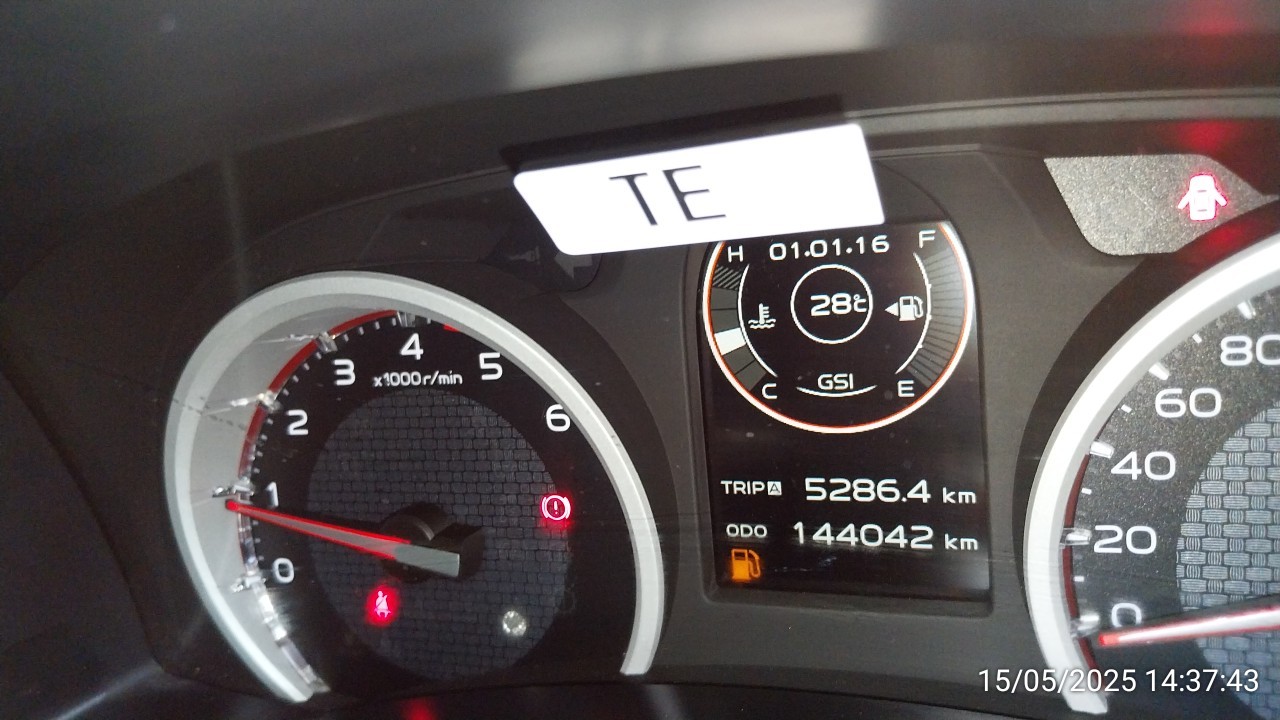 TE
H 01.01.16 F
28℃
C GSI E
TRIP A 5286.4 km
ODO 144042 km
0
1
2
3
4
5
6
x1000r/min
0
20
40
60
80
15/05/2025 14:37:43